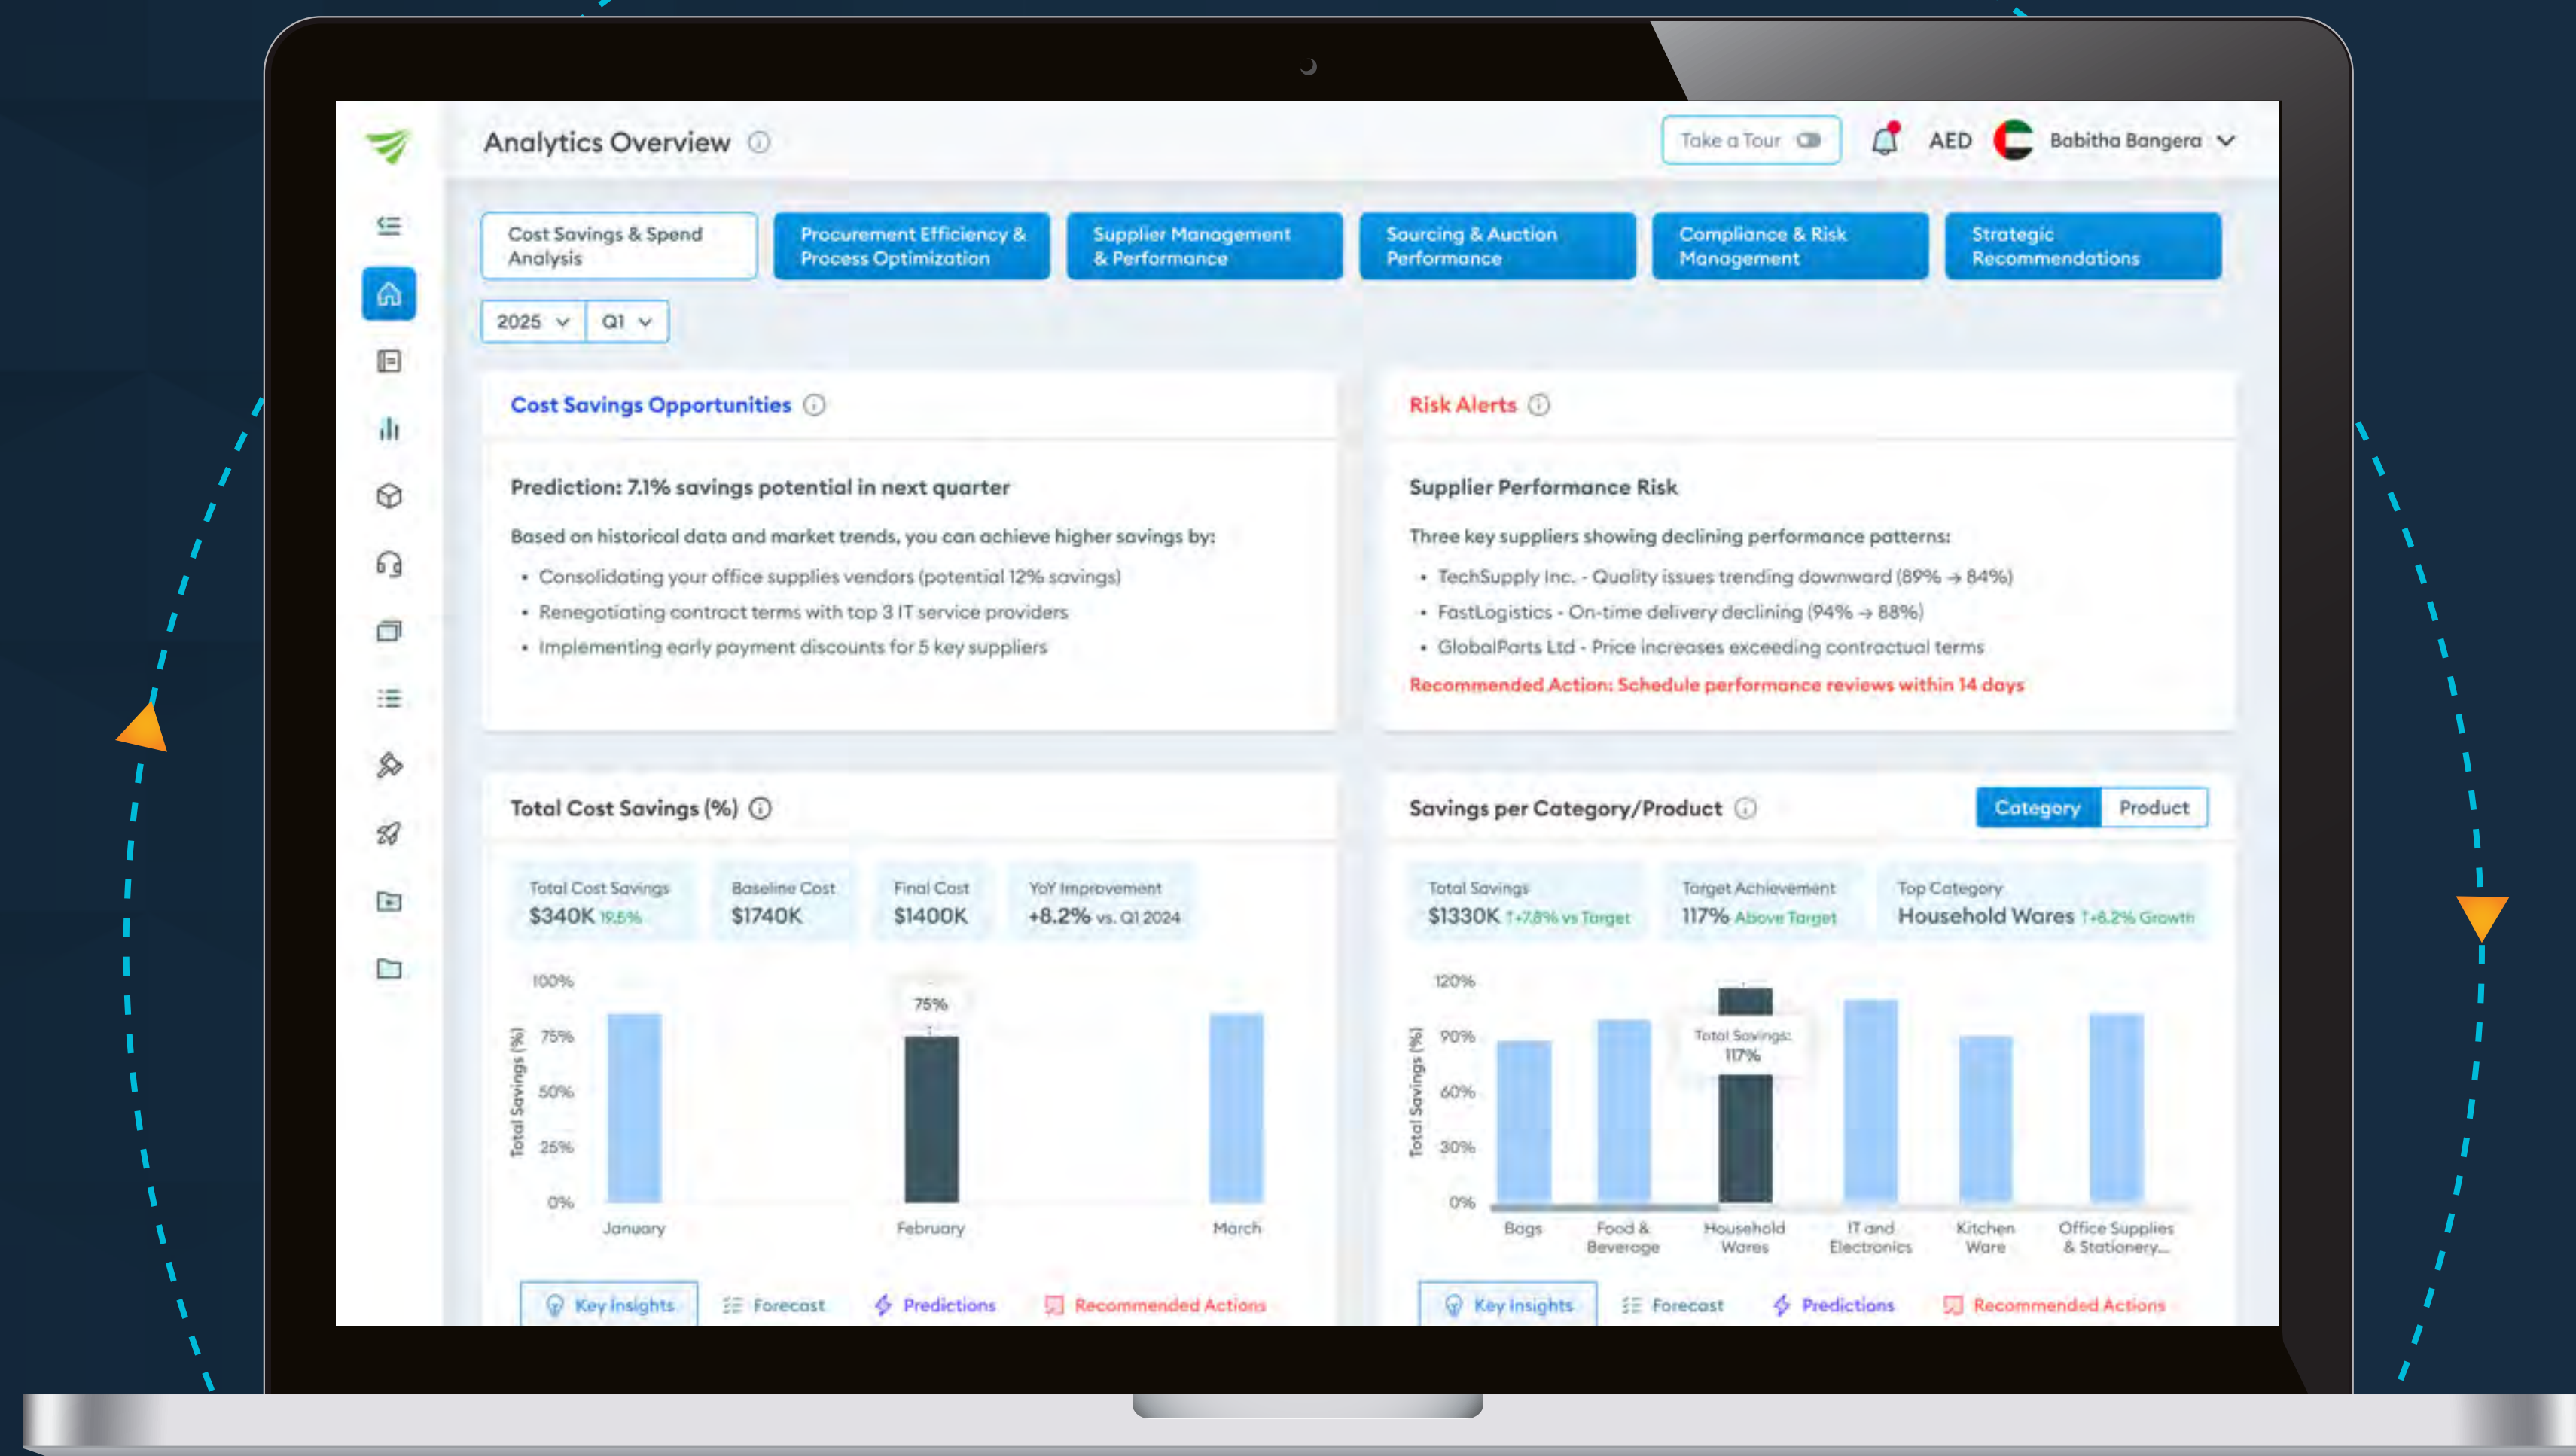 Analytics Overview
Take a Tour
AED
Babitha Bangera
Cost Savings & Spend
Analysis
Procurement Efficiency &
Process Optimization
Supplier Management
& Performance
Sourcing & Auction
Performance
Compliance & Risk
Management
Strategic
Recommendations
2025
Q1
Cost Savings Opportunities
Prediction: 7.1% savings potential in next quarter
Based on historical data and market trends, you can achieve higher savings by:
• Consolidating your office supplies vendors (potential 12% savings)
• Renegotiating contract terms with top 3 IT service providers
• Implementing early payment discounts for 5 key suppliers
Risk Alerts
Supplier Performance Risk
Three key suppliers showing declining performance patterns:
• TechSupply Inc. - Quality issues trending downward (89% → 84%)
• FastLogistics - On-time delivery declining (94% → 88%)
• GlobalParts Ltd - Price increases exceeding contractual terms
Recommended Action: Schedule performance reviews within 14 days
Total Cost Savings (%)
Total Cost Savings
$340K 19.5%
Baseline Cost
$1740K
Final Cost
$1400K
YoY Improvement
+8.2% vs. Q1 2024
Total Savings (%)
100%
75%
50%
25%
0%
75%
January
February
March
Key Insights
Forecast
Predictions
Recommended Actions
Savings per Category/Product
Category
Product
Total Savings
$1330K ↑+7.8% vs Target
Target Achievement
117% Above Target
Top Category
Household Wares ↑+8.2% Growth
Total Savings (%)
120%
90%
60%
30%
0%
Total Savings:
117%
Bags
Food &
Beverage
Household
Wares
IT and
Electronics
Kitchen
Ware
Office Supplies
& Stationery...
Key Insights
Forecast
Predictions
Recommended Actions